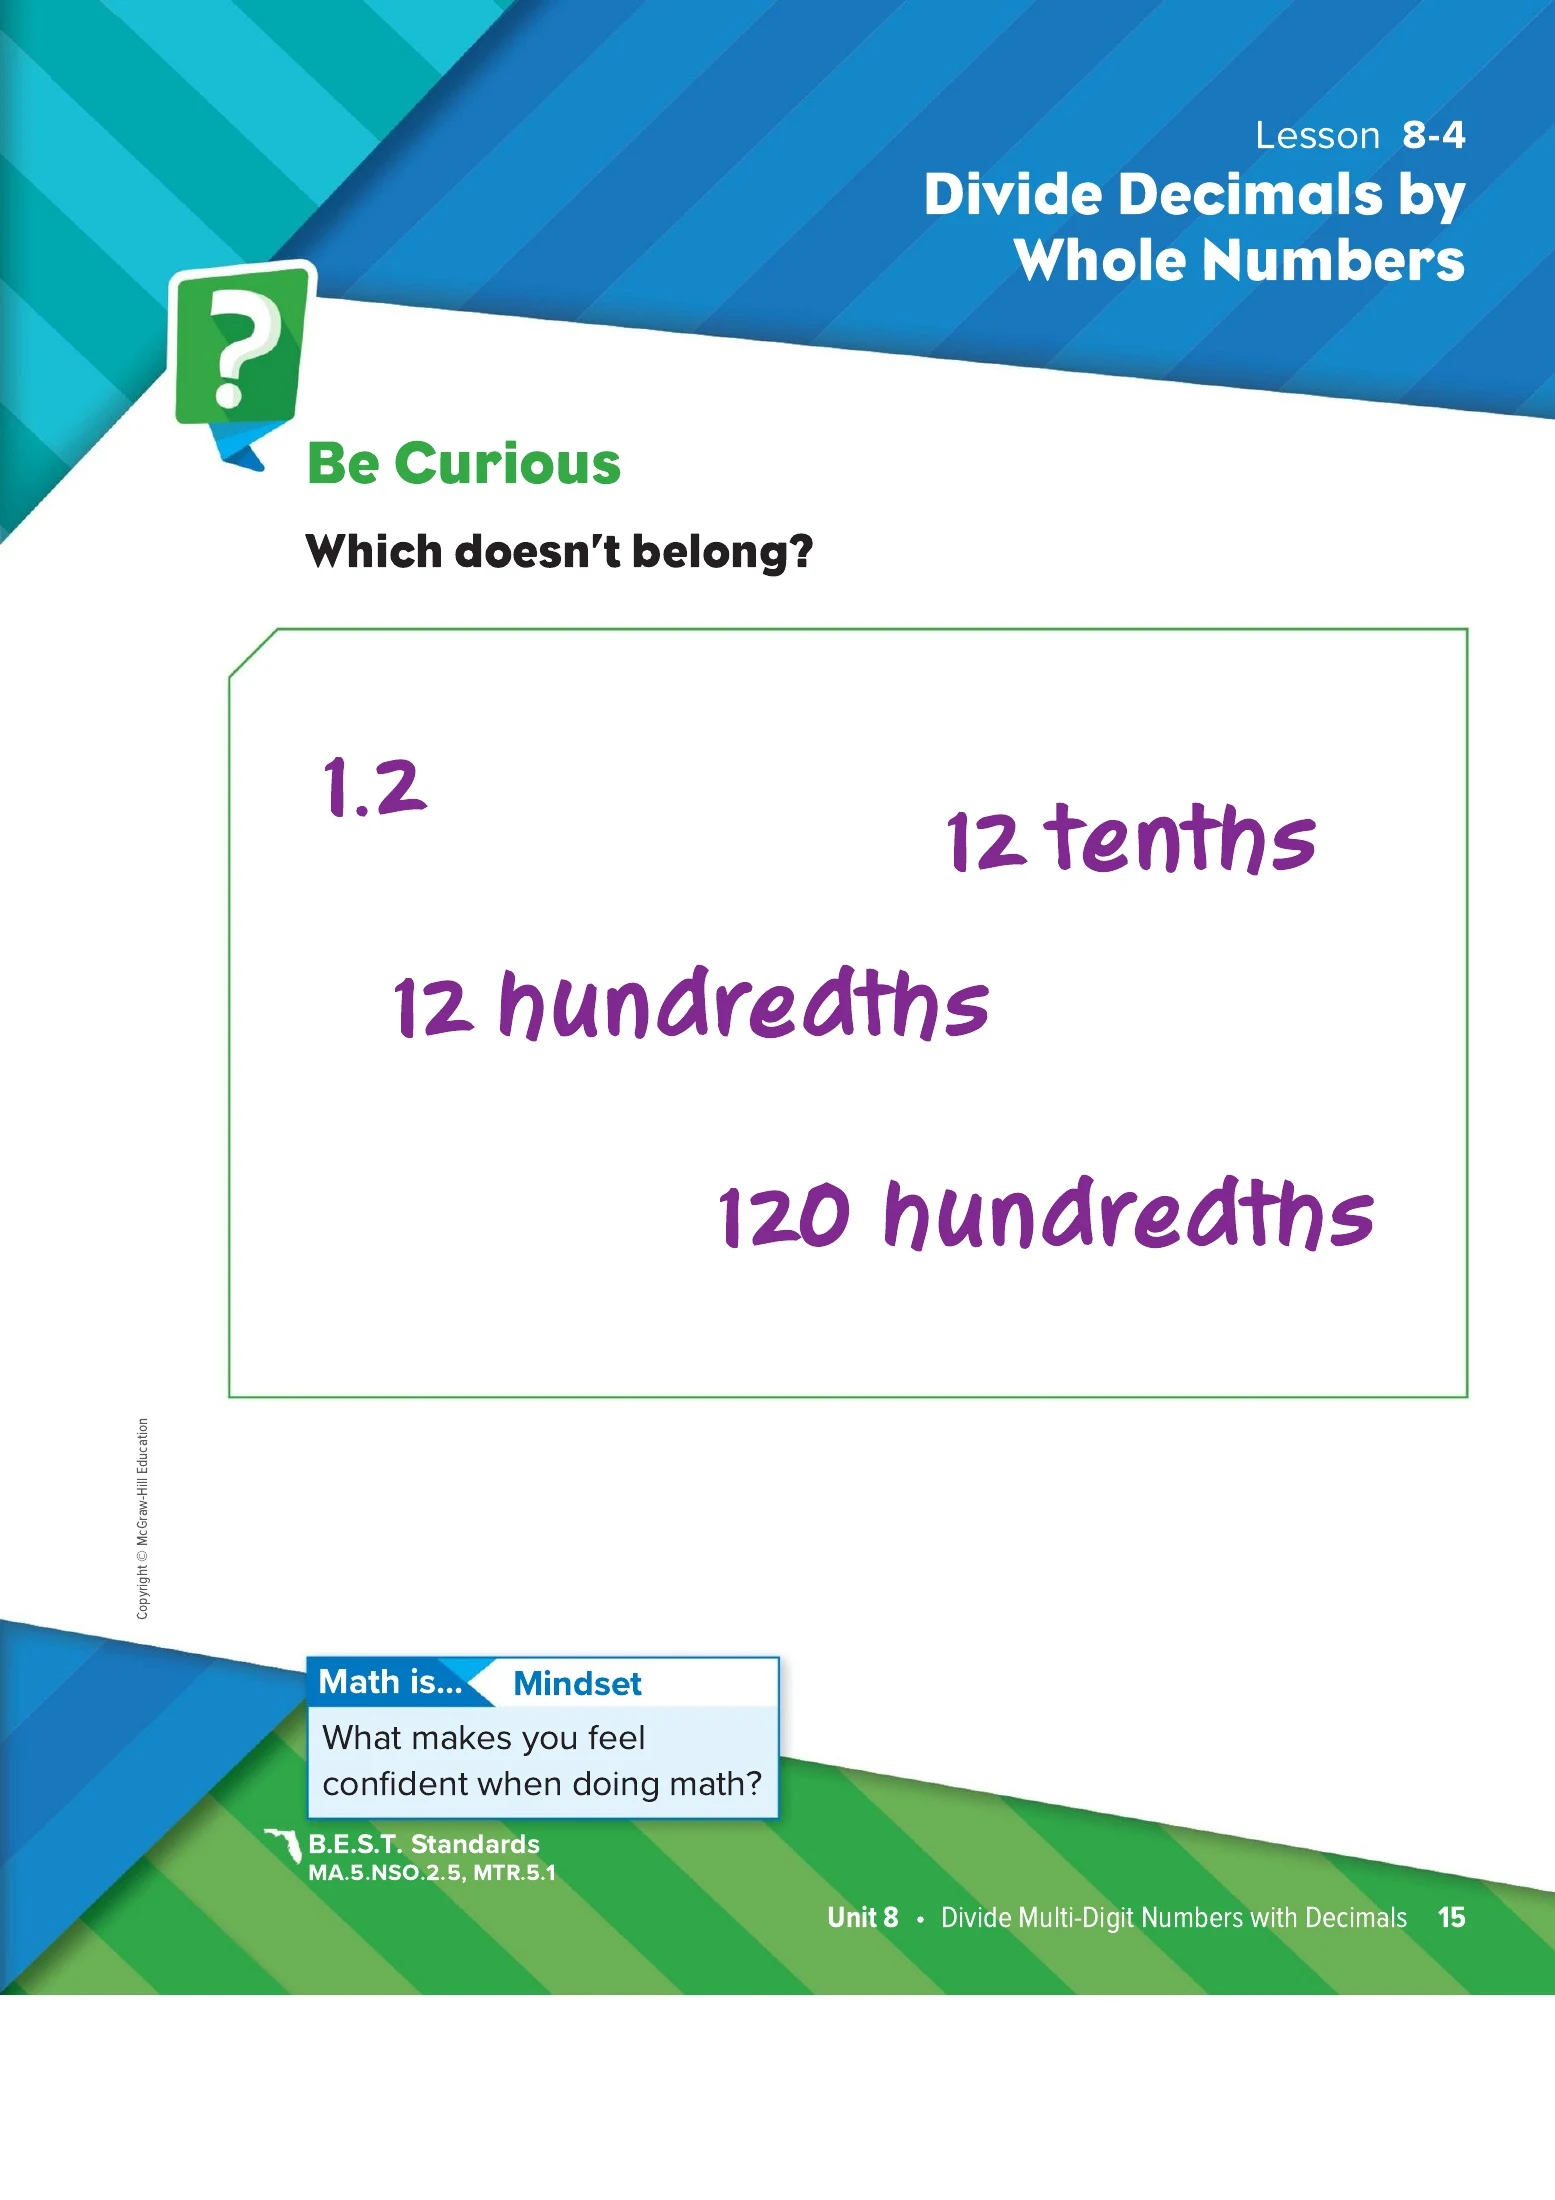 Lesson 8-4
Divide Decimals by
Whole Numbers
?
Be Curious
Which doesn't belong?
1.2
12 tenths
12 hundredths
120 hundredths
Copyright © McGraw-Hill Education
Math is... Mindset
What makes you feel
confident when doing math?
B.E.S.T. Standards
MA.5.NSO.2.5, MTR.5.1
Unit 8 • Divide Multi-Digit Numbers with Decimals 15